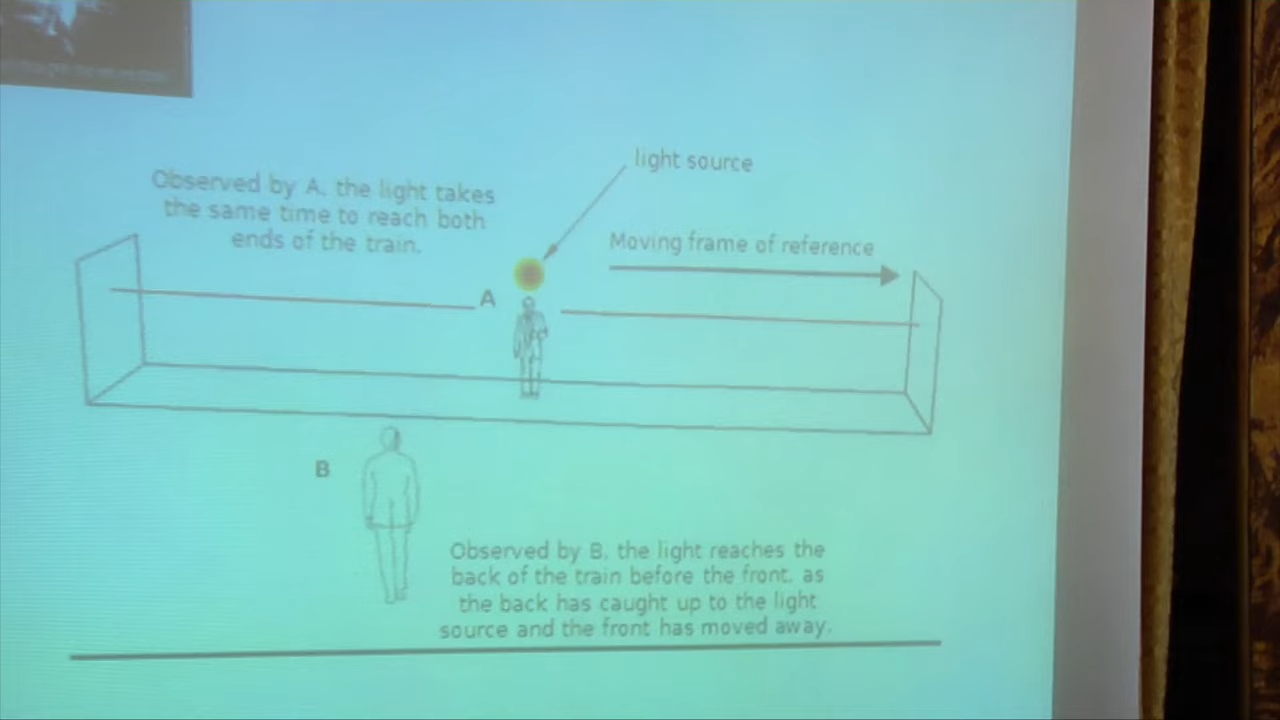 light source
Observed by A, the light takes
the same time to reach both
ends of the train.
Moving frame of reference
A
B
Observed by B, the light reaches the
back of the train before the front, as
the back has caught up to the light
source and the front has moved away.